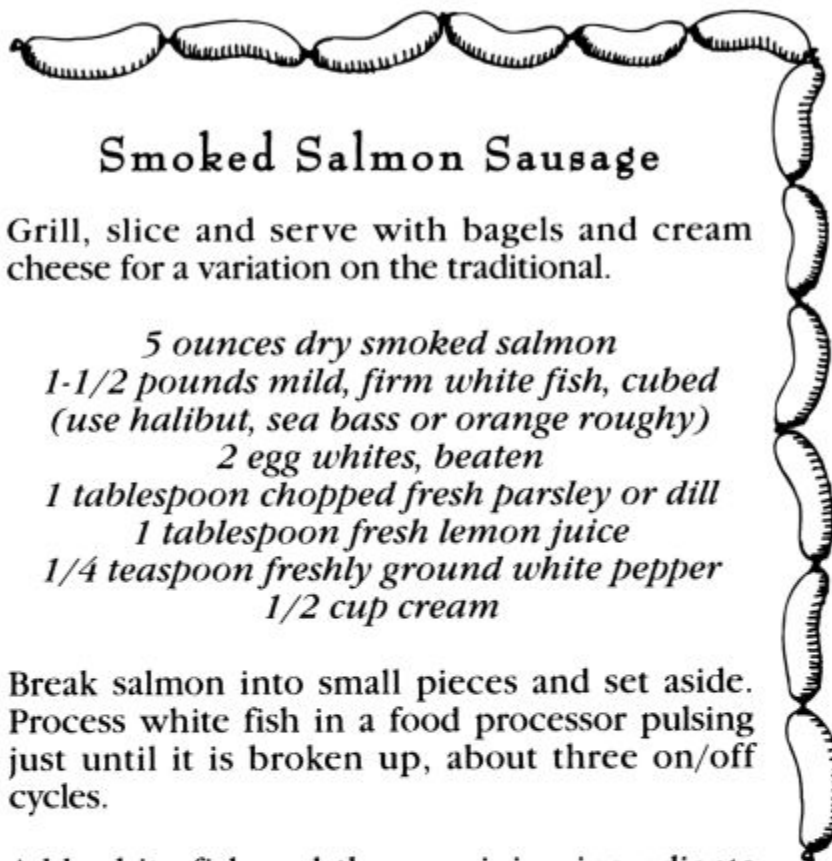 Smoked Salmon Sausage
Grill, slice and serve with bagels and cream
cheese for a variation on the traditional.
5 ounces dry smoked salmon
1-1/2 pounds mild, firm white fish, cubed
(use halibut, sea bass or orange roughy)
2 egg whites, beaten
1 tablespoon chopped fresh parsley or dill
1 tablespoon fresh lemon juice
1/4 teaspoon freshly ground white pepper
1/2 cup cream
Break salmon into small pieces and set aside.
Process white fish in a food processor pulsing
just until it is broken up, about three on/off
cycles.